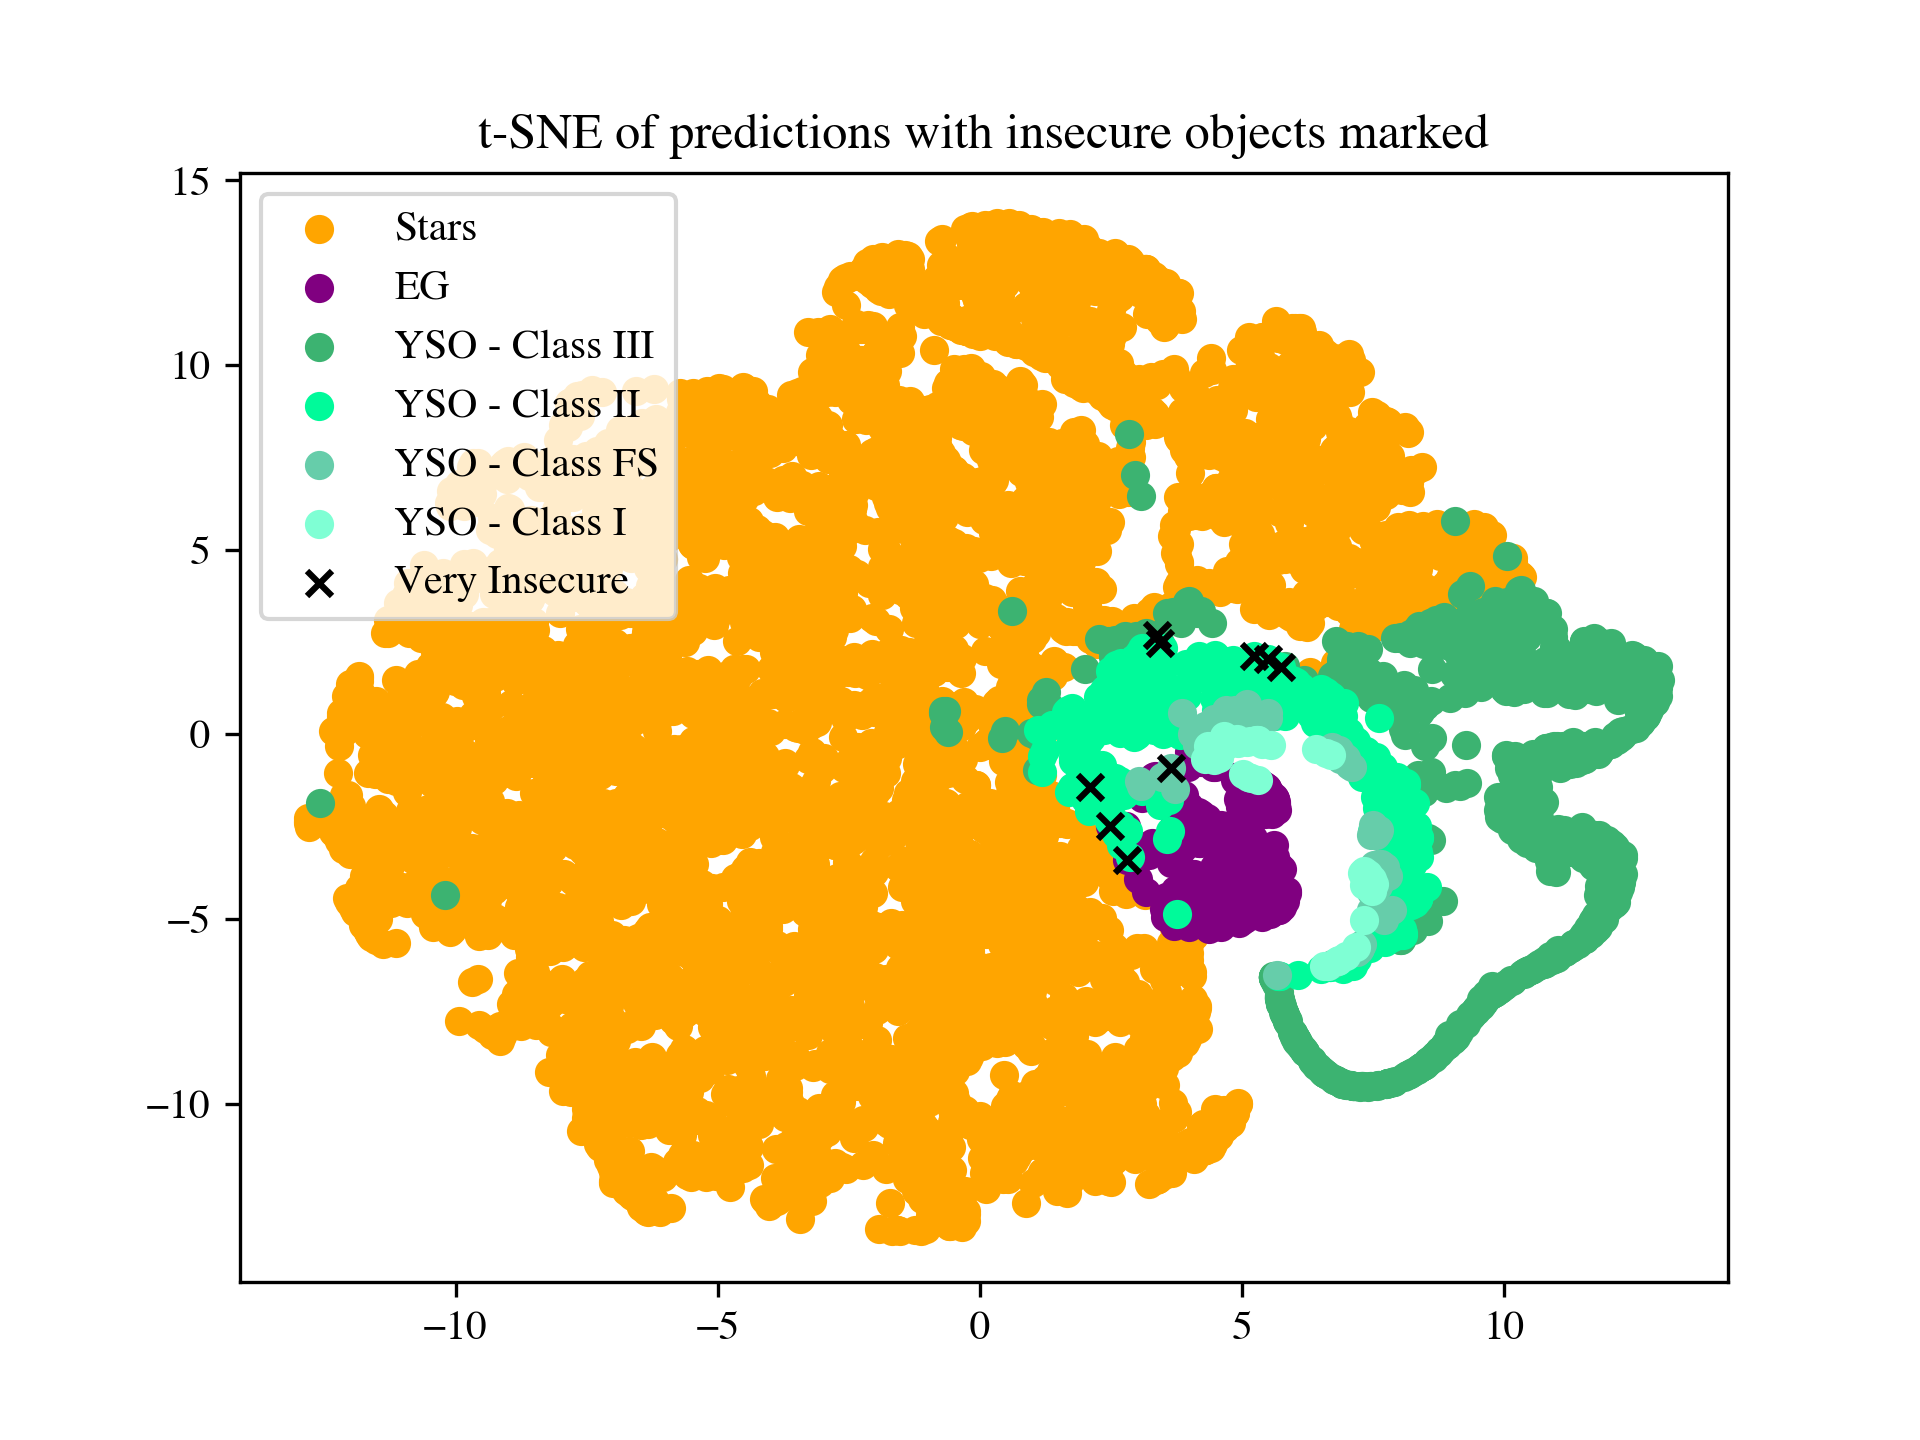 t-SNE of predictions with insecure objects marked
15
10
5
0
−5
−10
Stars
EG
YSO - Class III
YSO - Class II
YSO - Class FS
YSO - Class I
Very Insecure
−10 −5 0 5 10